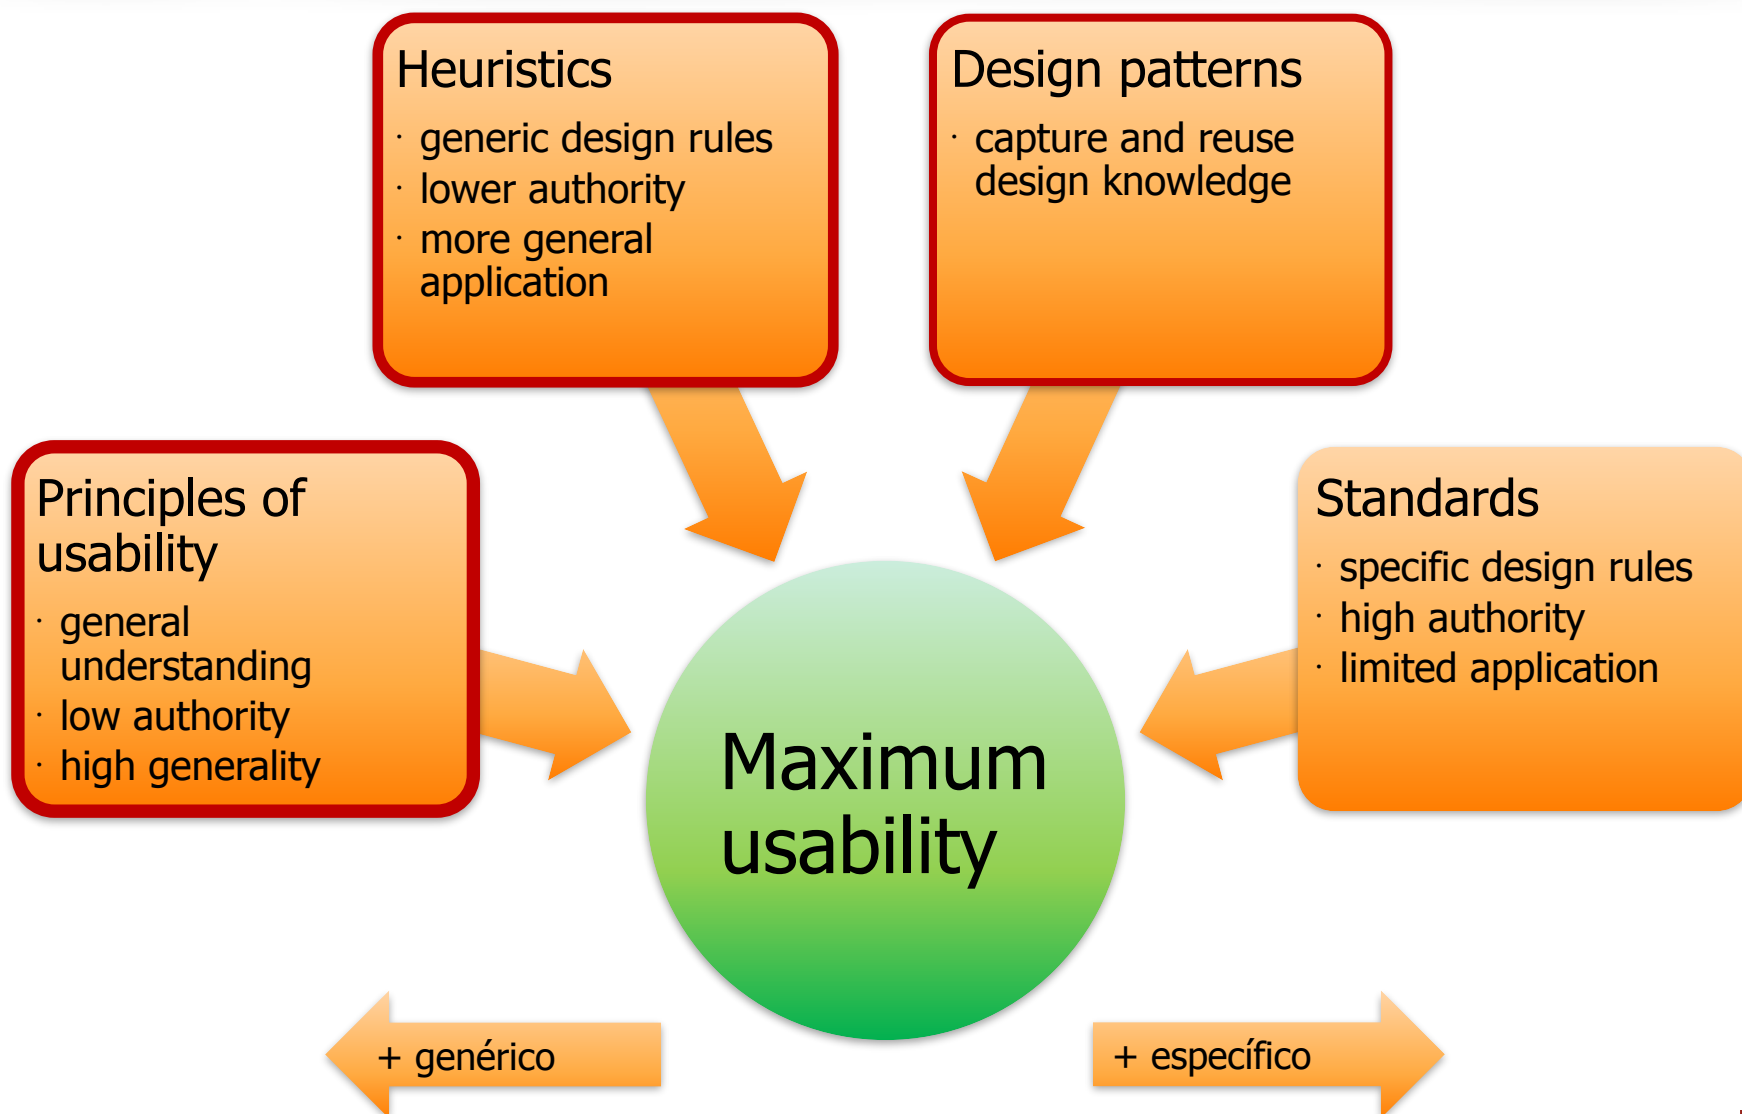 Heuristics
· generic design rules
· lower authority
· more general
application
Design patterns
· capture and reuse
design knowledge
Principles of
usability
· general
understanding
· low authority
· high generality
Standards
· specific design rules
· high authority
· limited application
Maximum
usability
+ genérico
+ específico